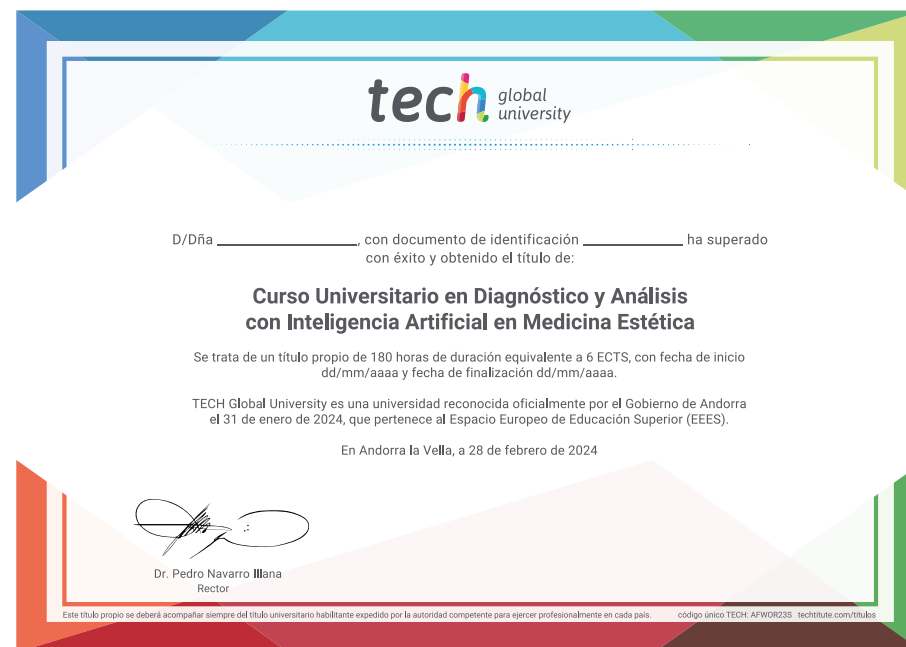 tech global university
D/Dña ________________, con documento de identificación ____________ ha superado
con éxito y obtenido el título de:
Curso Universitario en Diagnóstico y Análisis
con Inteligencia Artificial en Medicina Estética
Se trata de un título propio de 180 horas de duración equivalente a 6 ECTS, con fecha de inicio
dd/mm/aaaa y fecha de finalización dd/mm/aaaa.
TECH Global University es una universidad reconocida oficialmente por el Gobierno de Andorra
el 31 de enero de 2024, que pertenece al Espacio Europeo de Educación Superior (EEES).
En Andorra la Vella, a 28 de febrero de 2024
Dr. Pedro Navarro Illana
Rector
Este título propio se deberá acompañar siempre del título universitario habilitante expedido por la autoridad competente para ejercer profesionalmente en cada país. código único TECH: AFWOR23S techtitute.com/titulos